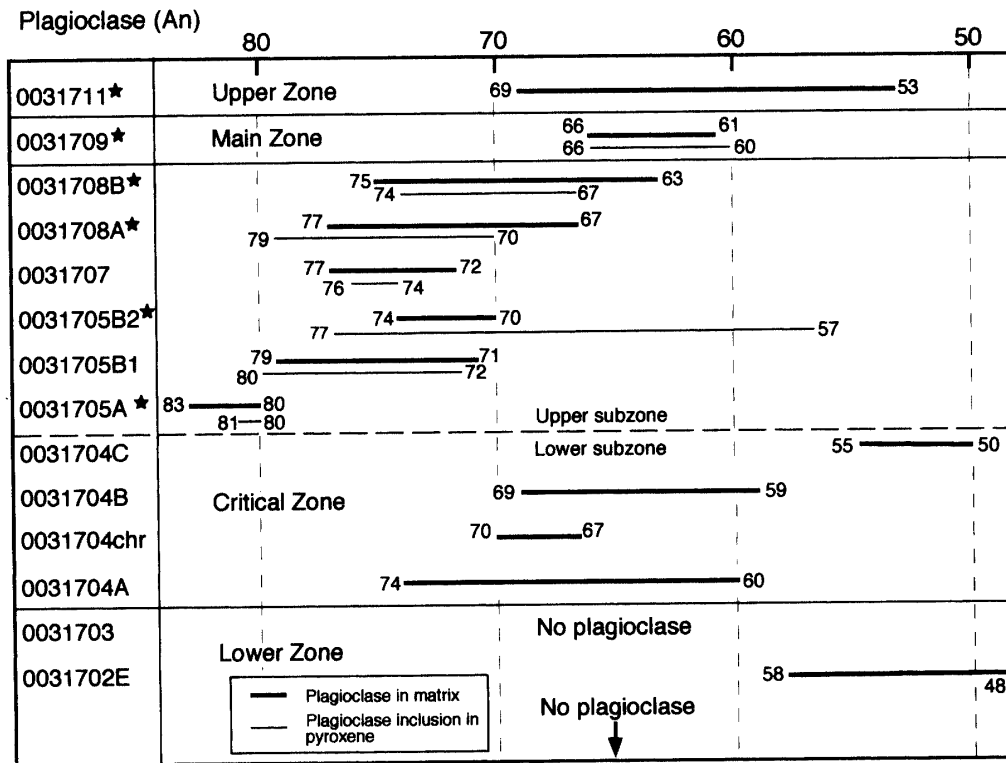 Plagioclase (An)
80 70 60 50
0031711★ Upper Zone 69 53
0031709★ Main Zone 66 61
66 60
0031708B★ 75 63
74 67
0031708A★ 77 67
79 70
0031707 77 72
76 74
0031705B2★ 74 70
77 57
0031705B1 79 71
80 72
0031705A★ 83 80
81 80
Upper subzone
Lower subzone
0031704C 55 50
0031704B Critical Zone 69 59
0031704chr 70 67
0031704A 74 60
0031703 No plagioclase
Lower Zone
0031702E 58 48
Plagioclase in matrix
Plagioclase inclusion in
pyroxene
No plagioclase